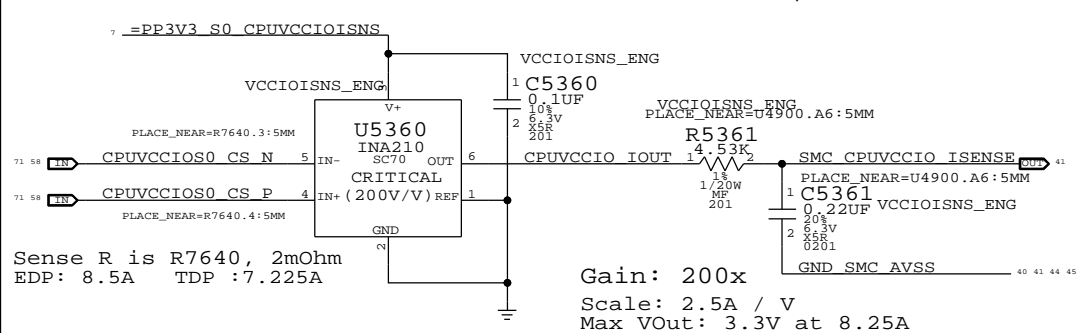 7 =PP3V3_S0_CPUVCCIOISNS
VCCIOISNS_ENG
VCCIOISNS_ENG
3
V+
1 C5360
0.1UF
10%
6.3V
2 X5R
201
VCCIOISNS_ENG
PLACE_NEAR=U4900.A6:5MM
R5361
4.53K
1 2
1%
1/20W
MF
201
PLACE_NEAR=R7640.3:5MM
U5360
INA210
SC70
CRITICAL
(200V/V)
71 58 IN CPUVCCIOS0_CS_N 5 IN-
OUT 6 CPUVCCIO_IOUT
SMC_CPUVCCIO_ISENSE OUT 41
71 58 IN CPUVCCIOS0_CS_P 4 IN+
REF 1
PLACE_NEAR=R7640.4:5MM
GND
2
PLACE_NEAR=U4900.A6:5MM
1 C5361
0.22UF VCCIOISNS_ENG
20%
6.3V
2 X5R
0201
GND_SMC_AVSS 40 41 44 45
Sense R is R7640, 2mOhm
EDP: 8.5A TDP :7.225A
Gain: 200x
Scale: 2.5A / V
Max VOut: 3.3V at 8.25A